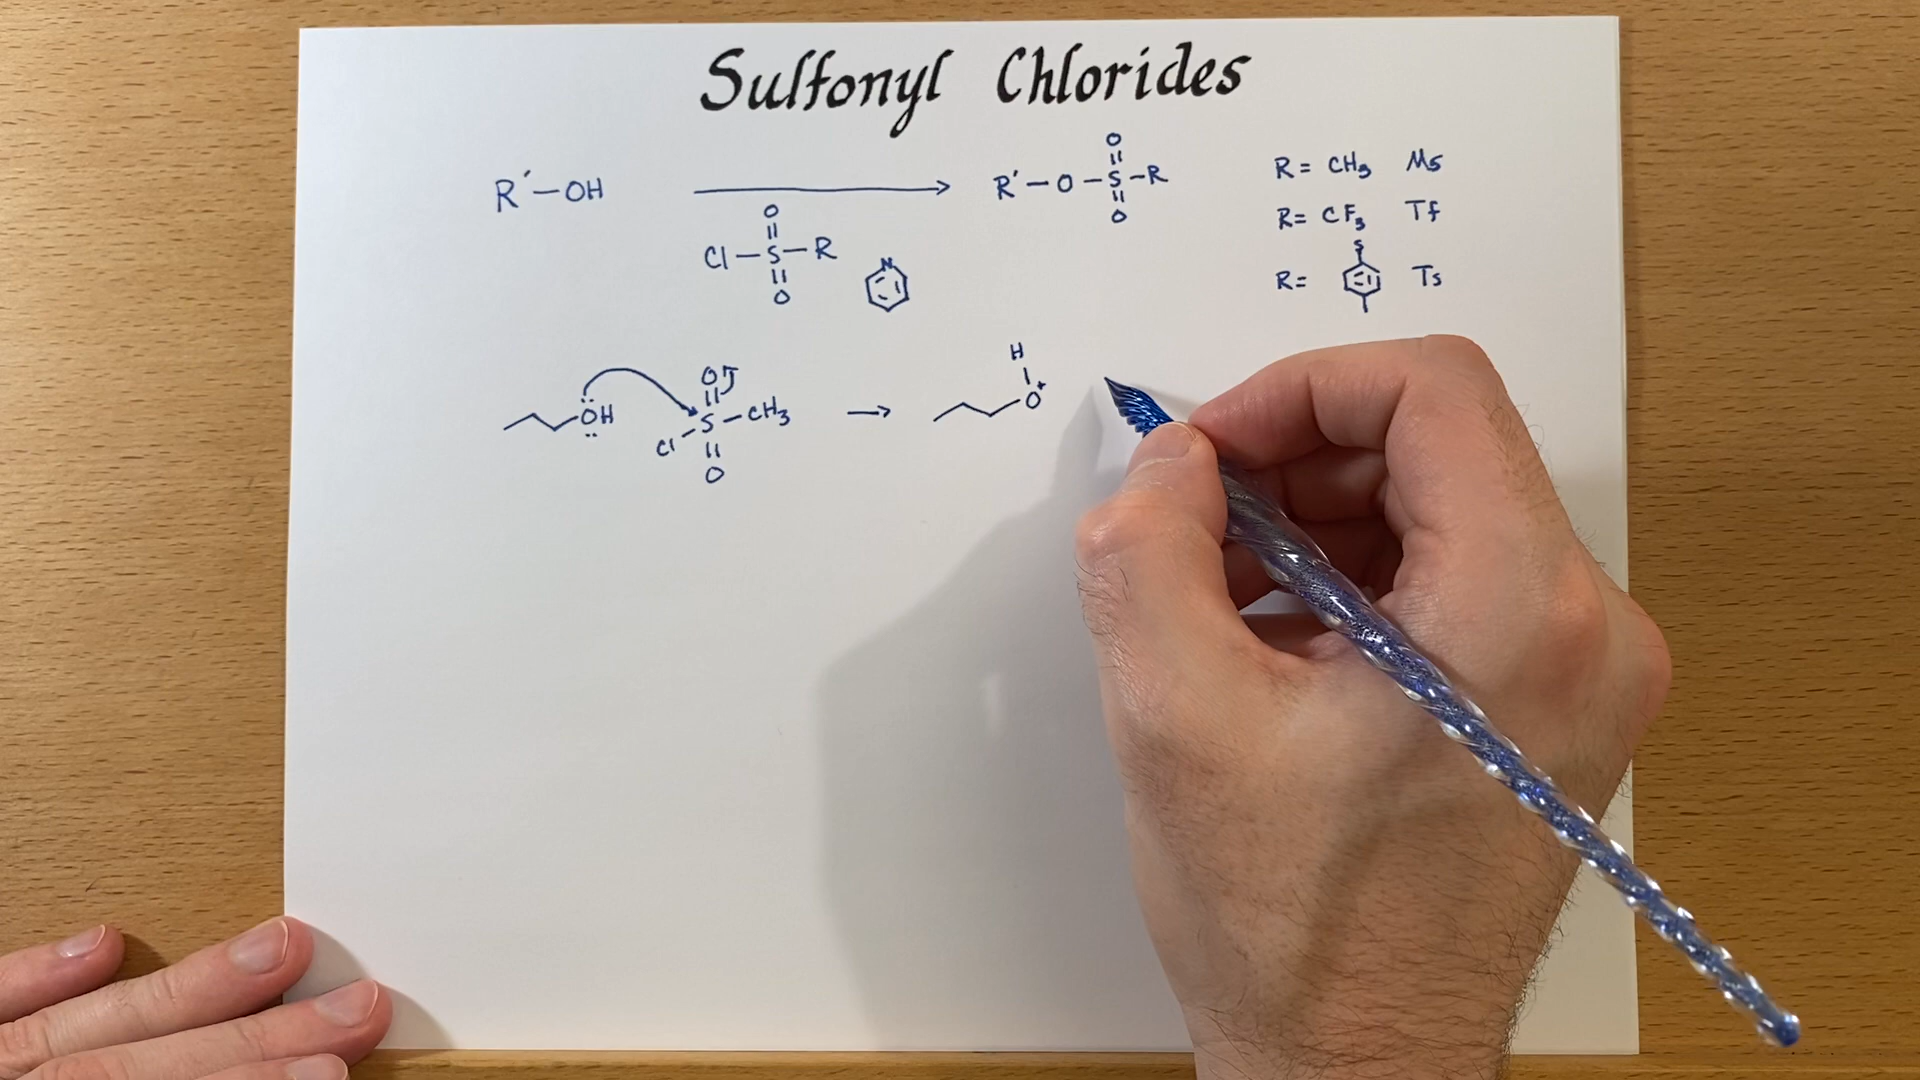 Sulfonyl Chlorides
R´—OH → R´—O—S—R
O
O
Cl—S—R
O
O
N
R= CH3 Ms
R= CF3 Tf
R= Ts
OH
Cl S—CH3
O
O
→
H
O+